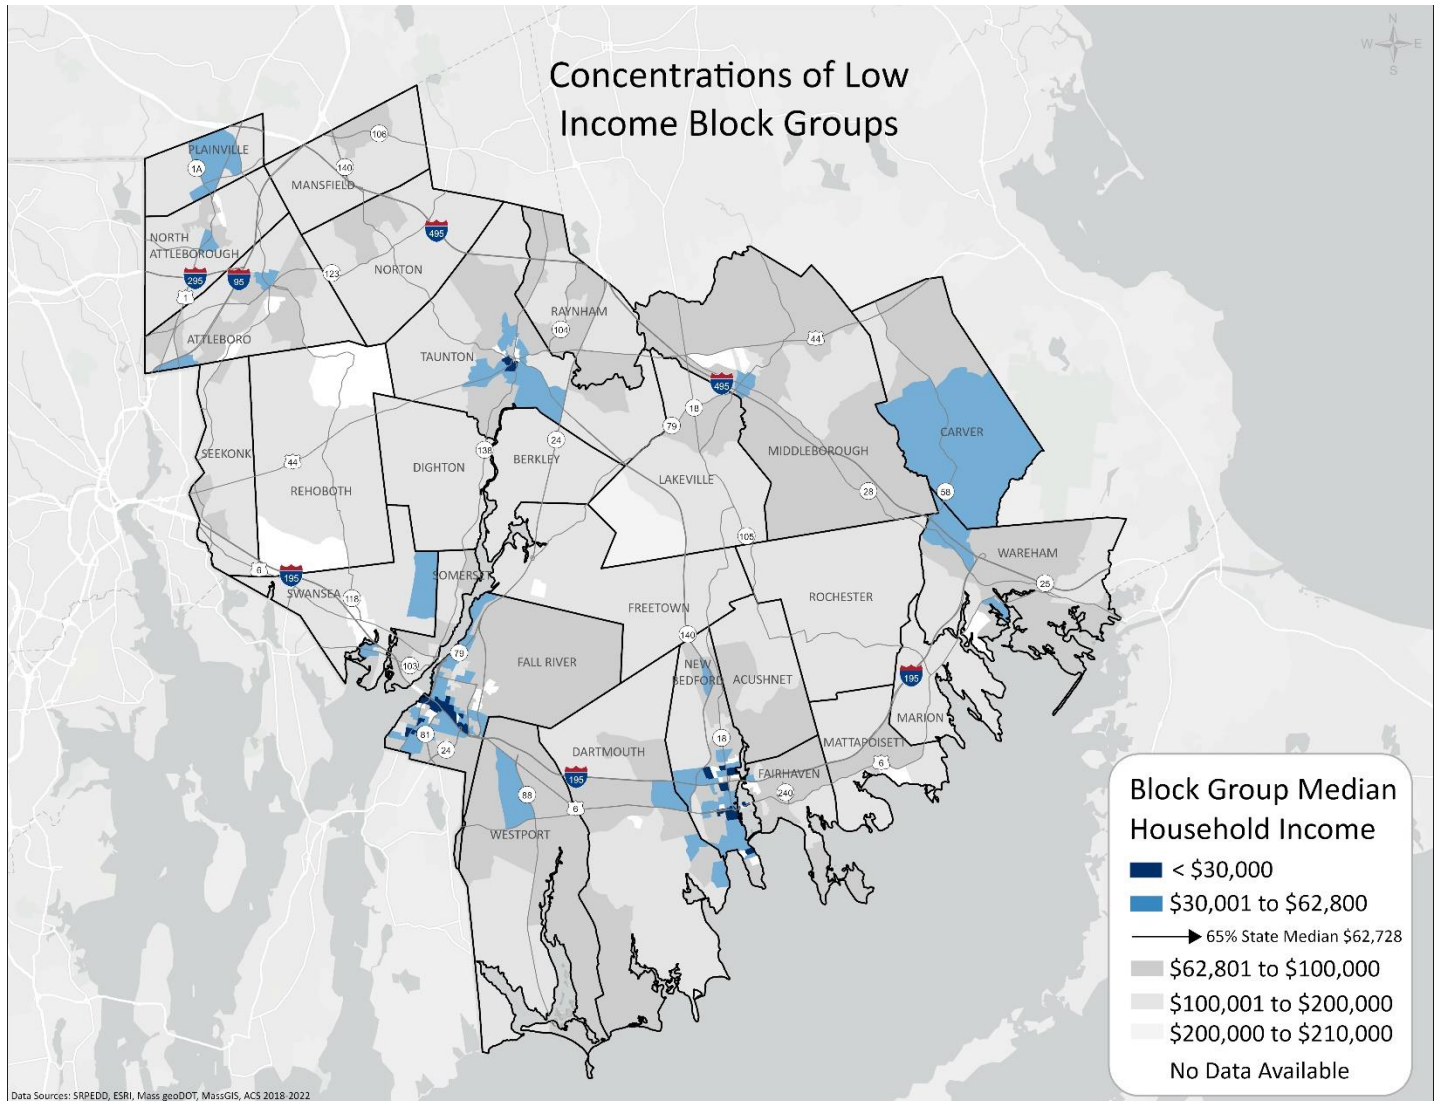 Concentrations of Low
Income Block Groups
N
W E
S
PLAINVILLE
1A
106
140
MANSFIELD
NORTH
ATTLEBOROUGH
495
NORTON
123
295
95
1
ATTLEBORO
RAYNHAM
104
TAUNTON
44
495
18
79
CARVER
SEEKONK
44
REHOBOTH
DIGHTON
138
BERKLEY
24
LAKEVILLE
MIDDLEBOROUGH
28
58
105
WAREHAM
25
6
195
SWANSEA
118
SOMERSET
FREETOWN
ROCHESTER
140
79
103
FALL RIVER
NEW
BEDFORD
ACUSHNET
195
MARION
81
24
18
DARTMOUTH
MATTAPOISETT
6
195
FAIRHAVEN
240
88
6
WESTPORT
Block Group Median
Household Income
< $30,000
$30,001 to $62,800
65% State Median $62,728
$62,801 to $100,000
$100,001 to $200,000
$200,000 to $210,000
No Data Available
Data Sources: SRPEDD, ESRI, Mass geoDOT, MassGIS, ACS 2018-2022